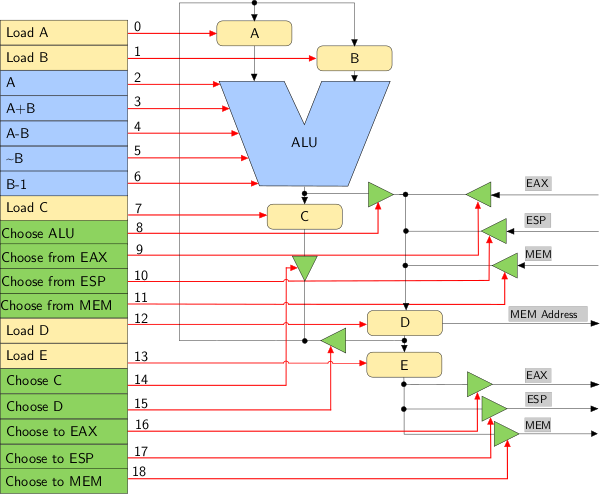 Load A 0
Load B 1
A 2
A+B 3
A-B 4
~B 5
B-1 6
Load C 7
Choose ALU 8
Choose from EAX 9
Choose from ESP 10
Choose from MEM 11
Load D 12
Load E 13
Choose C 14
Choose D 15
Choose to EAX 16
Choose to ESP 17
Choose to MEM 18
A
B
ALU
C
D
E
EAX
ESP
MEM
MEM Address
EAX
ESP
MEM